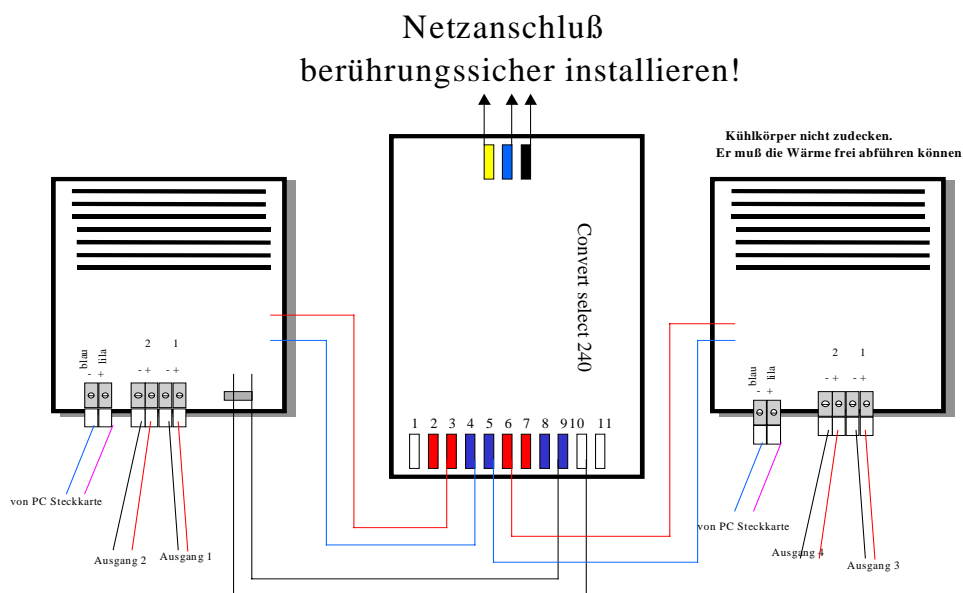 Netzanschluß
berührungssicher installieren!
Kühlkörper nicht zudecken.
Er muß die Wärme frei abführen können
Convert select 240
blau
lila
2 1
- + - + - +
von PC Steckkarte
Ausgang 2
Ausgang 1
1 2 3 4 5 6 7 8 9 10 11
blau
lila
2 1
- + - + - +
von PC Steckkarte
Ausgang 4
Ausgang 3